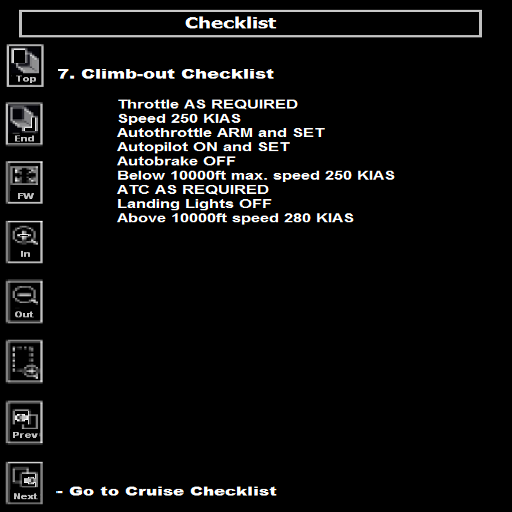 Checklist
Top
7. Climb-out Checklist
Throttle AS REQUIRED
Speed 250 KIAS
End
Autothrottle ARM and SET
Autopilot ON and SET
Autobrake OFF
Below 10000ft max. speed 250 KIAS
FW
ATC AS REQUIRED
Landing Lights OFF
Above 10000ft speed 280 KIAS
In
Out
Prev
Next
- Go to Cruise Checklist